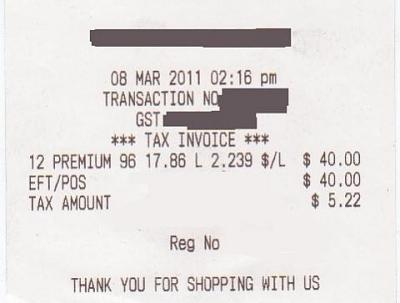 08 MAR 2011 02:16 pm
TRANSACTION NO
GST
*** TAX INVOICE ***
12 PREMIUM 96 17.86 L 2.239 $/L $ 40.00
EFT/POS $ 40.00
TAX AMOUNT $ 5.22
Reg No
THANK YOU FOR SHOPPING WITH US